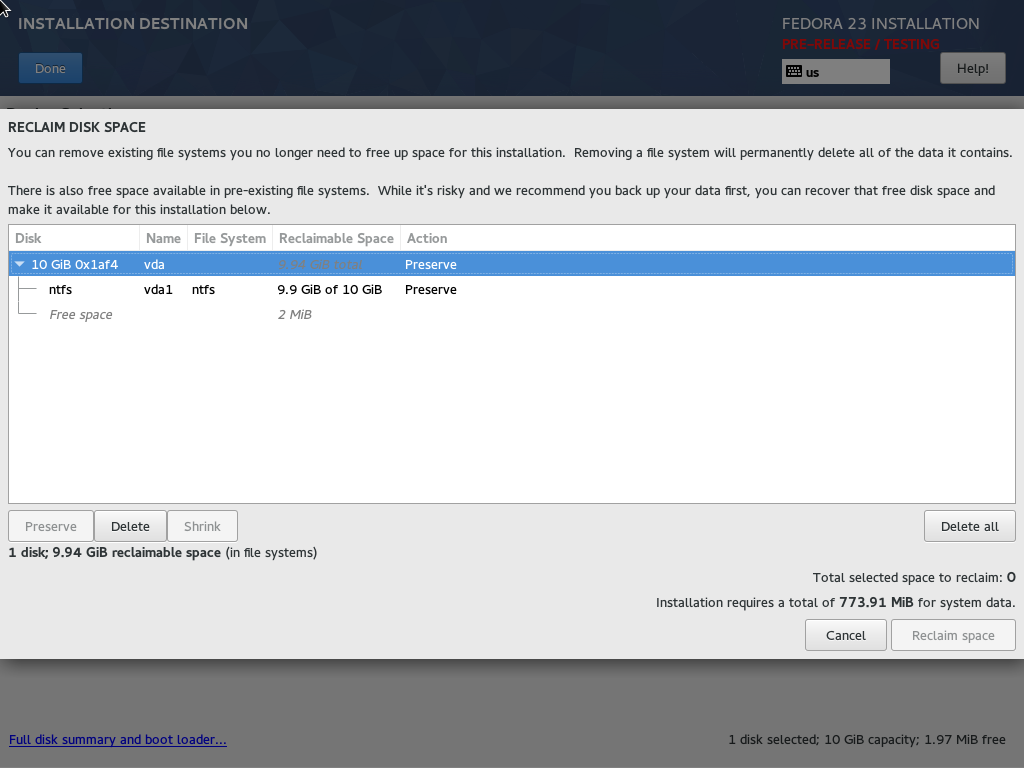 INSTALLATION DESTINATION
FEDORA 23 INSTALLATION
PRE-RELEASE / TESTING
Done
us
Help!
RECLAIM DISK SPACE
You can remove existing file systems you no longer need to free up space for this installation.  Removing a file system will permanently delete all of the data it contains.
There is also free space available in pre-existing file systems.  While it's risky and we recommend you back up your data first, you can recover that free disk space and
make it available for this installation below.
Disk Name File System Reclaimable Space Action
10 GiB 0x1af4 vda 9.94 GiB total Preserve
ntfs vda1 ntfs 9.9 GiB of 10 GiB Preserve
Free space 2 MiB
Preserve Delete Shrink Delete all
1 disk; 9.94 GiB reclaimable space (in file systems)
Total selected space to reclaim: 0
Installation requires a total of 773.91 MiB for system data.
Cancel Reclaim space
Full disk summary and boot loader...
1 disk selected; 10 GiB capacity; 1.97 MiB free